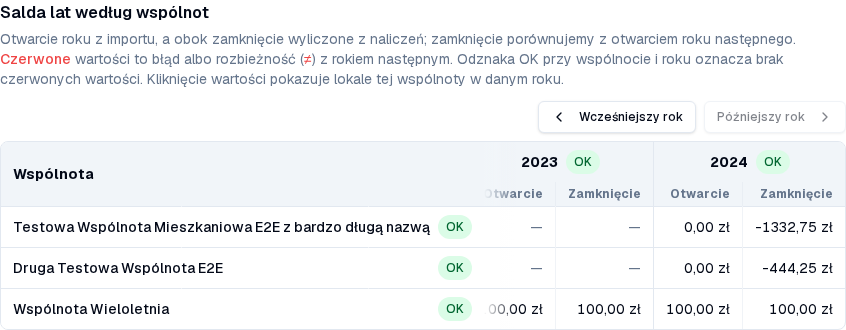 Salda lat według wspólnot
Otwarcie roku z importu, a obok zamknięcie wyliczone z naliczeń; zamknięcie porównujemy z otwarciem roku następnego.
Czerwone wartości to błąd albo rozbieżność (≠) z rokiem następnym. Odznaka OK przy wspólnocie i roku oznacza brak
czerwonych wartości. Kliknięcie wartości pokazuje lokale tej wspólnoty w danym roku.
Wcześniejszy rok Późniejszy rok
Wspólnota 2023 OK 2024 OK
Otwarcie Zamknięcie Otwarcie Zamknięcie
Testowa Wspólnota Mieszkaniowa E2E z bardzo długą nazwą OK — — 0,00 zł -1332,75 zł
Druga Testowa Wspólnota E2E OK — — 0,00 zł -444,25 zł
Wspólnota Wieloletnia OK 00,00 zł 100,00 zł 100,00 zł 100,00 zł